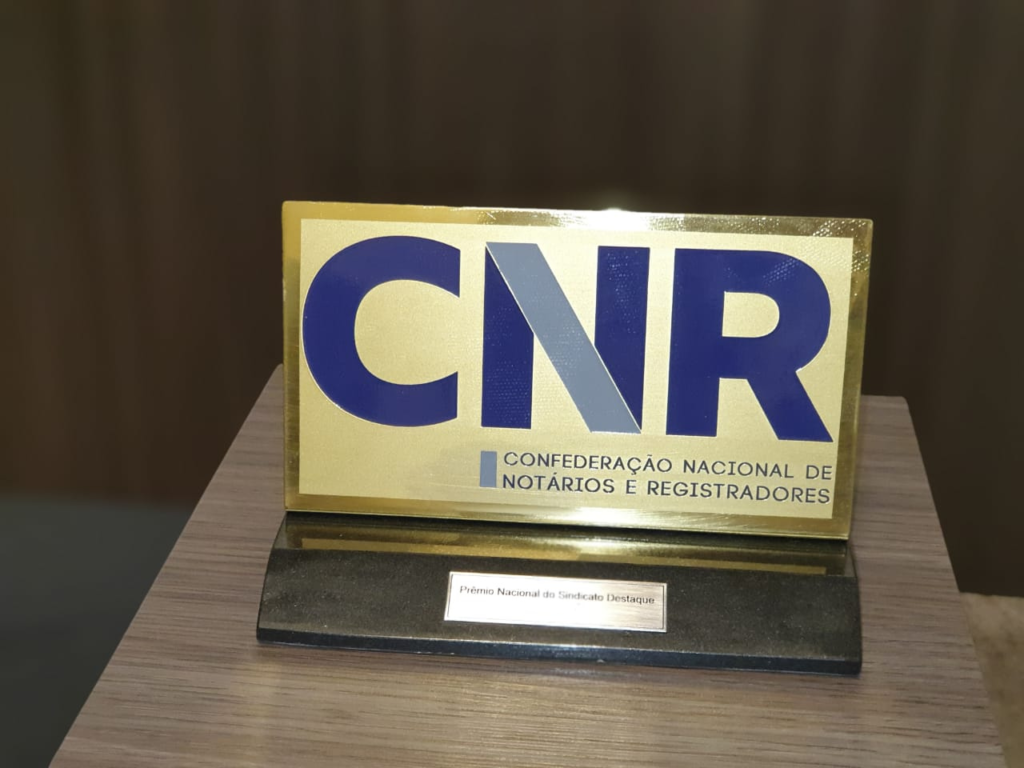 CNR
CONFEDERAÇÃO NACIONAL DE
NOTÁRIOS E REGISTRADORES
Prêmio Nacional do Sindicato Destaque